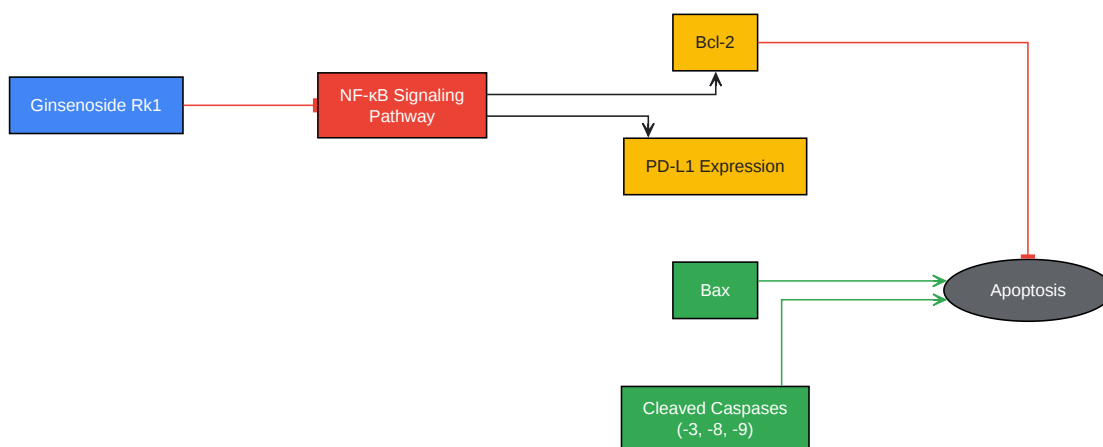 Bcl-2
Ginsenoside Rk1
NF-κB Signaling
Pathway
PD-L1 Expression
Bax
Apoptosis
Cleaved Caspases
(-3, -8, -9)